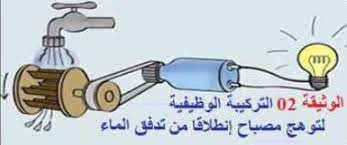 الوثيقة 02 التركيبة الوظيفية
لتوهج مصباح إنطلاقا من تدفق الماء